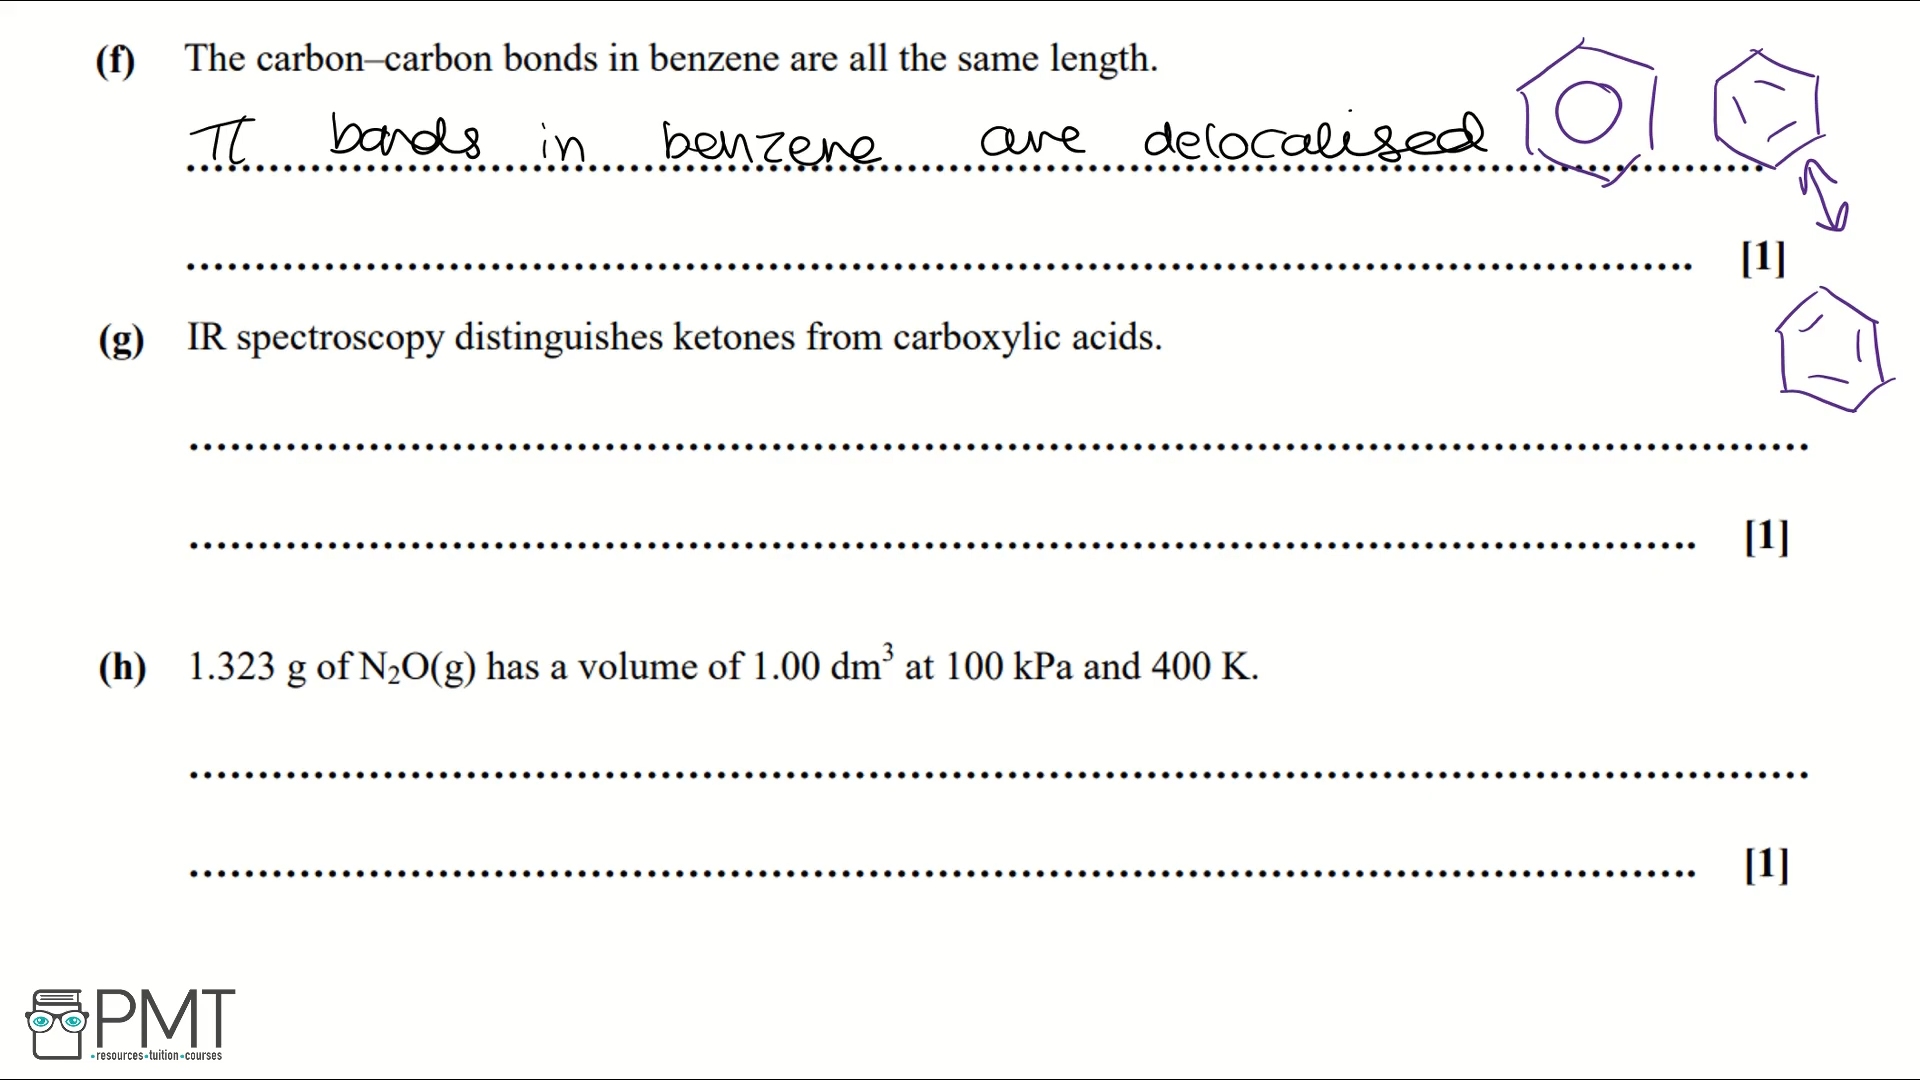 (f) The carbon–carbon bonds in benzene are all the same length.
π bonds in benzene are delocalised
[1]
(g) IR spectroscopy distinguishes ketones from carboxylic acids.
[1]
(h) 1.323 g of N₂O(g) has a volume of 1.00 dm³ at 100 kPa and 400 K.
[1]
PMT
•resources•tuition•courses